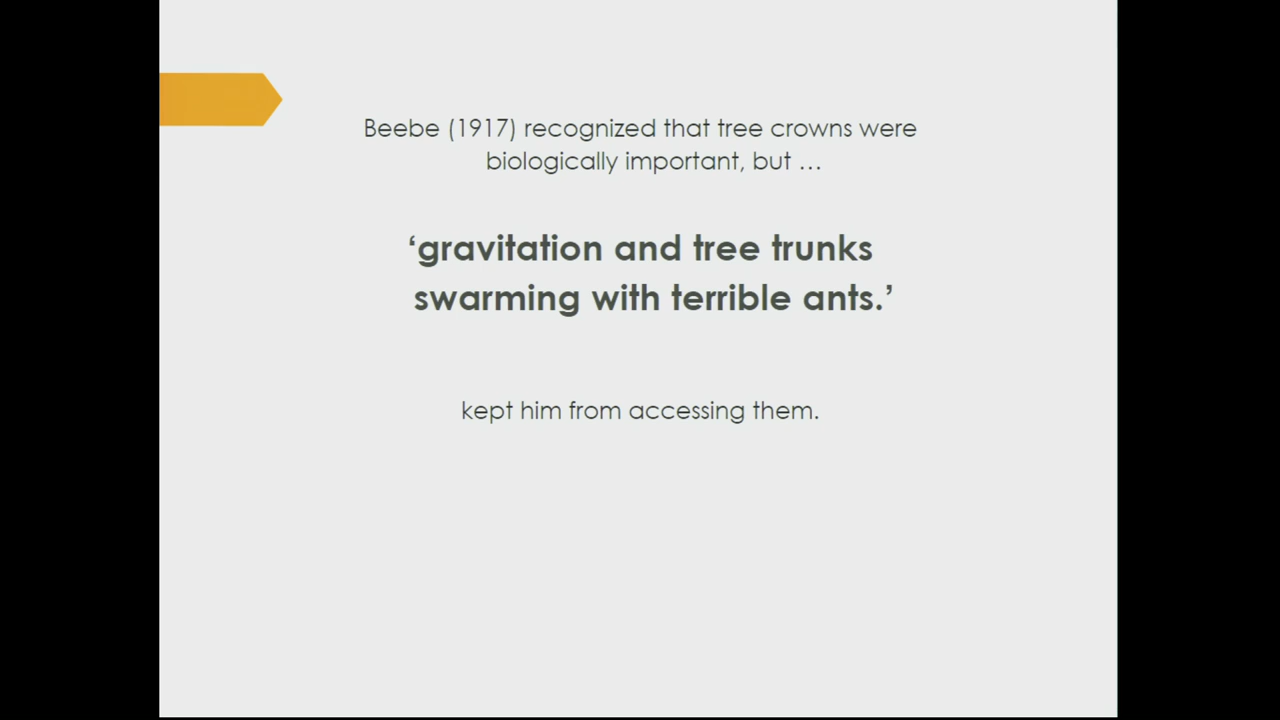 Beebe (1917) recognized that tree crowns were
biologically important, but …
‘gravitation and tree trunks
swarming with terrible ants.’
kept him from accessing them.